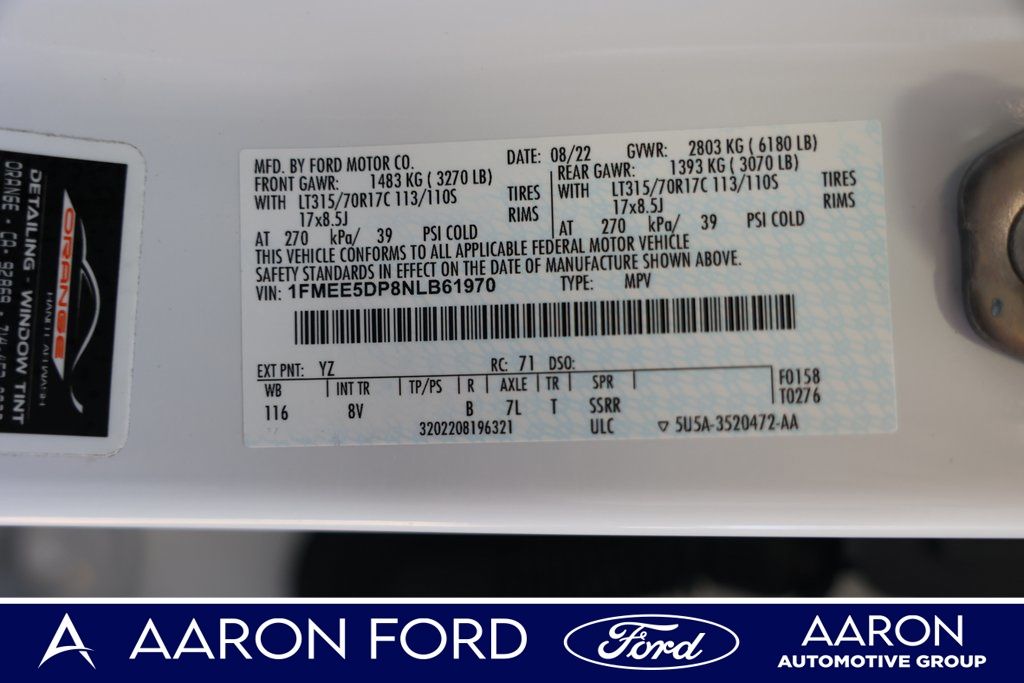 MFD. BY FORD MOTOR CO.
DATE: 08/22 GVWR: 2803 KG ( 6180 LB)
FRONT GAWR: 1483 KG ( 3270 LB)
REAR GAWR: 1393 KG ( 3070 LB)
WITH LT315/70R17C 113/110S TIRES
WITH LT315/70R17C 113/110S TIRES
17x8.5J RIMS
17x8.5J RIMS
AT 270 kPa/ 39 PSI COLD
AT 270 kPa/ 39 PSI COLD
THIS VEHICLE CONFORMS TO ALL APPLICABLE FEDERAL MOTOR VEHICLE
SAFETY STANDARDS IN EFFECT ON THE DATE OF MANUFACTURE SHOWN ABOVE.
VIN: 1FMEE5DP8NLB61970 TYPE: MPV
EXT PNT: YZ RC: 71 DSO:
WB INT TR TP/PS R AXLE TR SPR F0158
116 8V B 7L T SSRR T0276
3202208196321 ULC ▽ 5U5A-3520472-AA
ORANGE
DETAILING - WINDOW TINT
ORANGE - CA- 92869
AARON FORD
Ford
AARON
AUTOMOTIVE GROUP